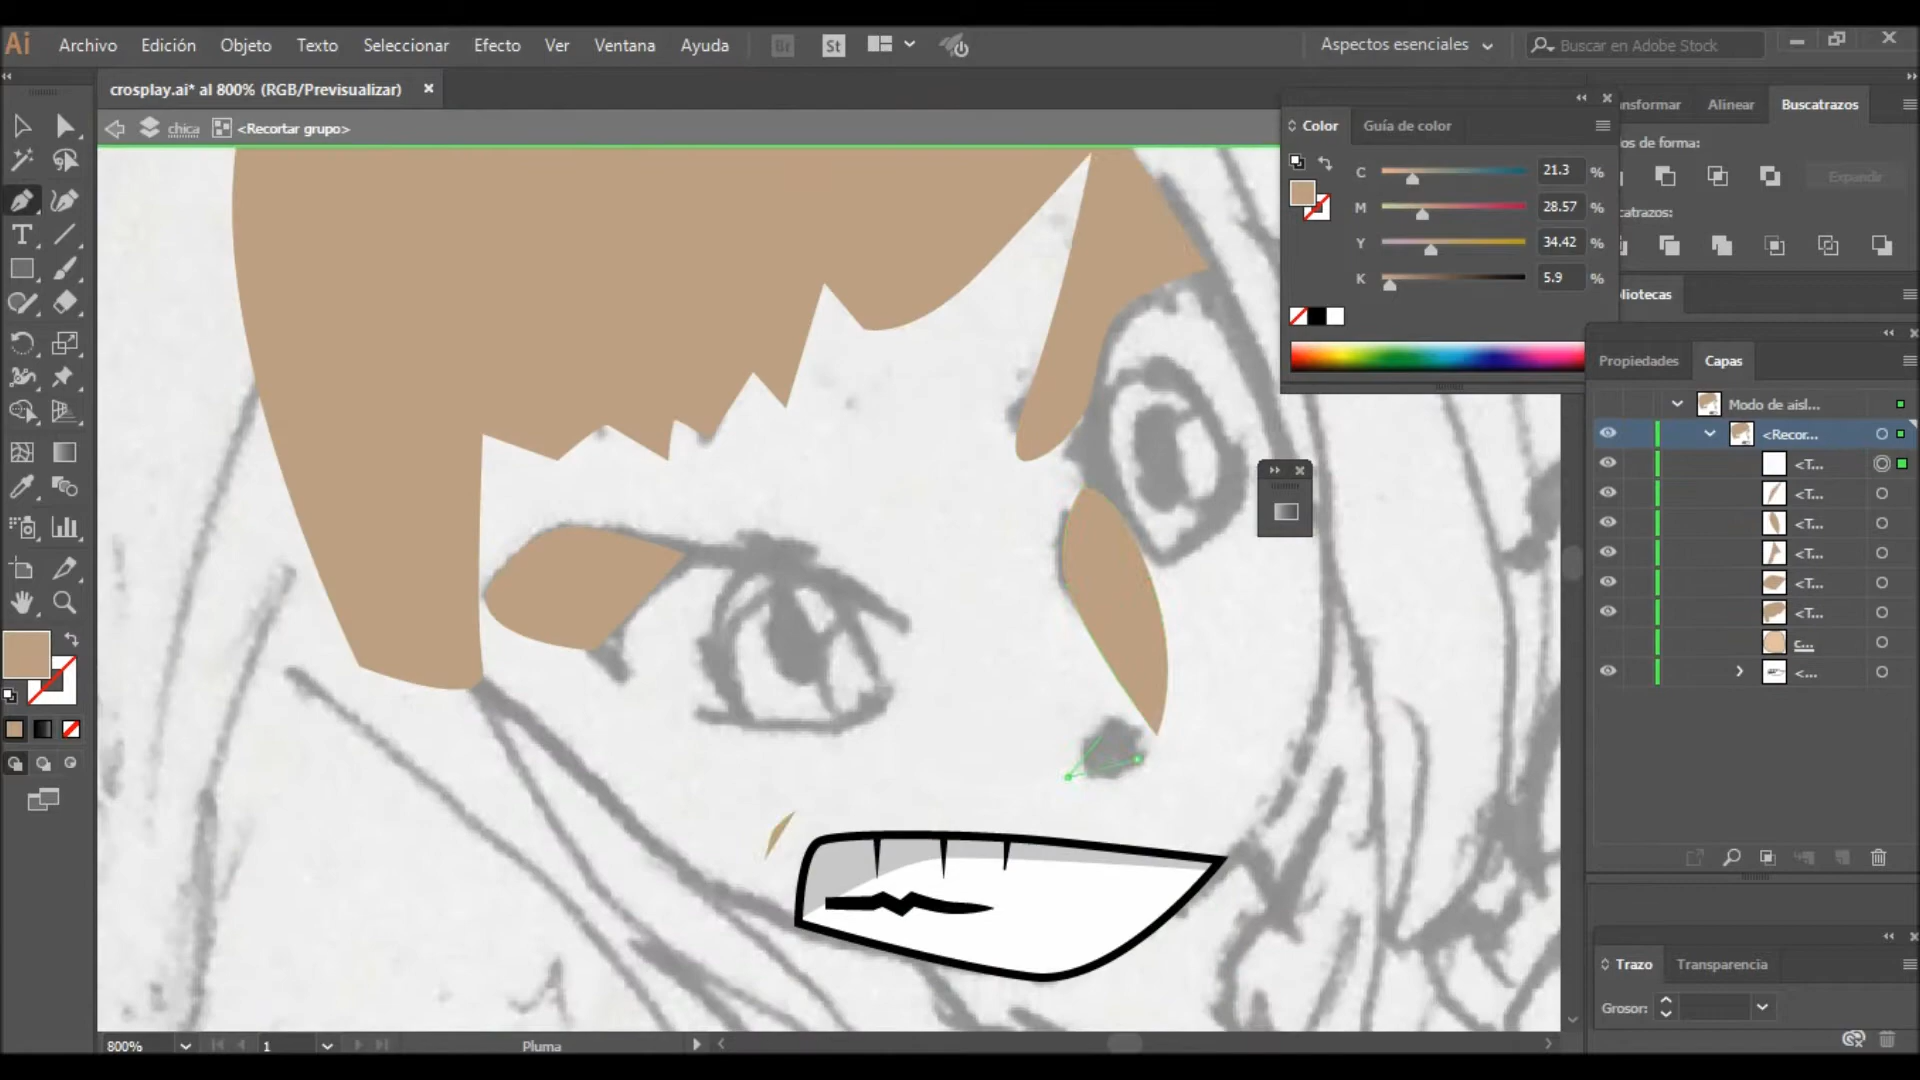 Ai Archivo Edición Objeto Texto Seleccionar Efecto Ver Ventana Ayuda Br St Aspectos esenciales Buscar en Adobe Stock
crosplay.ai* al 800% (RGB/Previsualizar)
chica <Recortar grupo>
Color Guía de color
C 21.3 %
M 28.57 %
Y 34.42 %
K 5.9 %
nsformar Alinear Buscatrazos
os de forma:
Expandir
catrazos:
liotecas
Propiedades Capas
Modo de aisl...
<Recor...
<T...
<T...
<T...
<T...
<T...
<T...
c...
<...
Trazo Transparencia
Grosor:
800% 1 Pluma